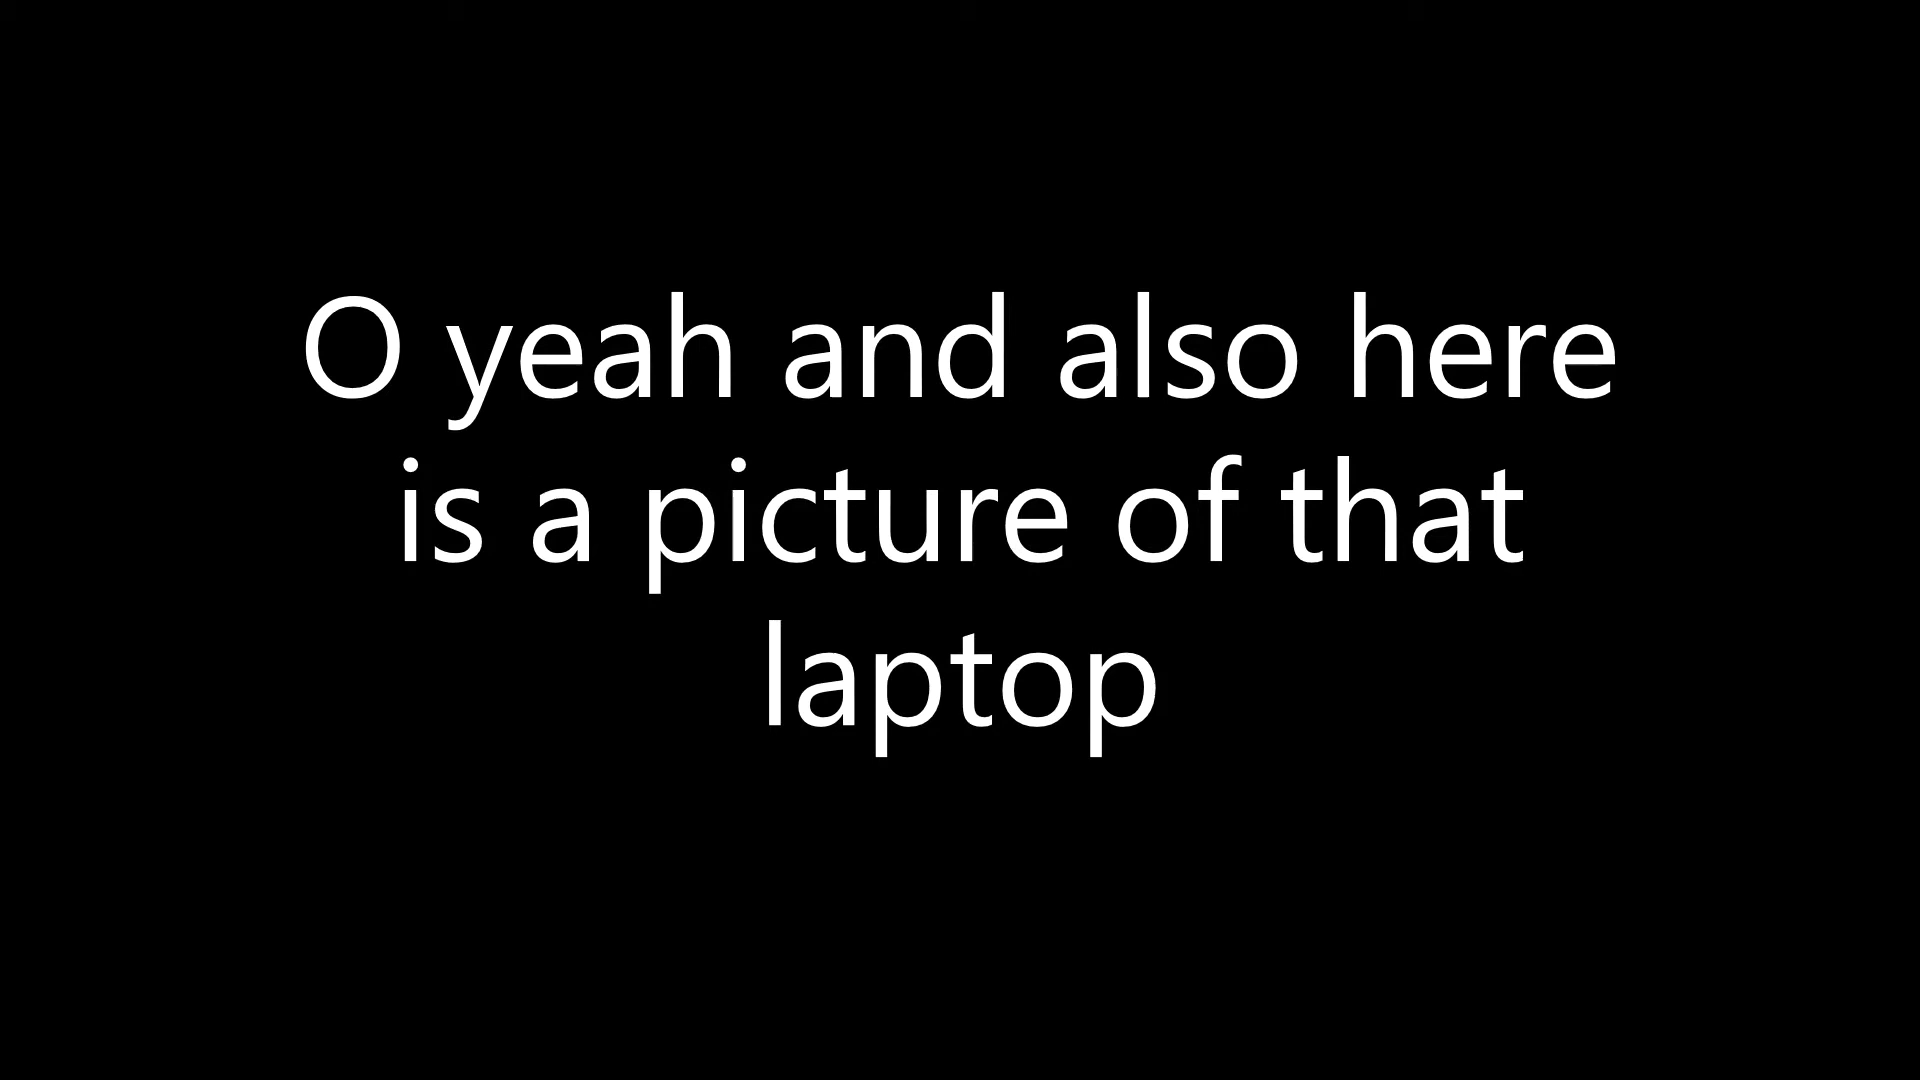 O yeah and also here
is a picture of that
laptop